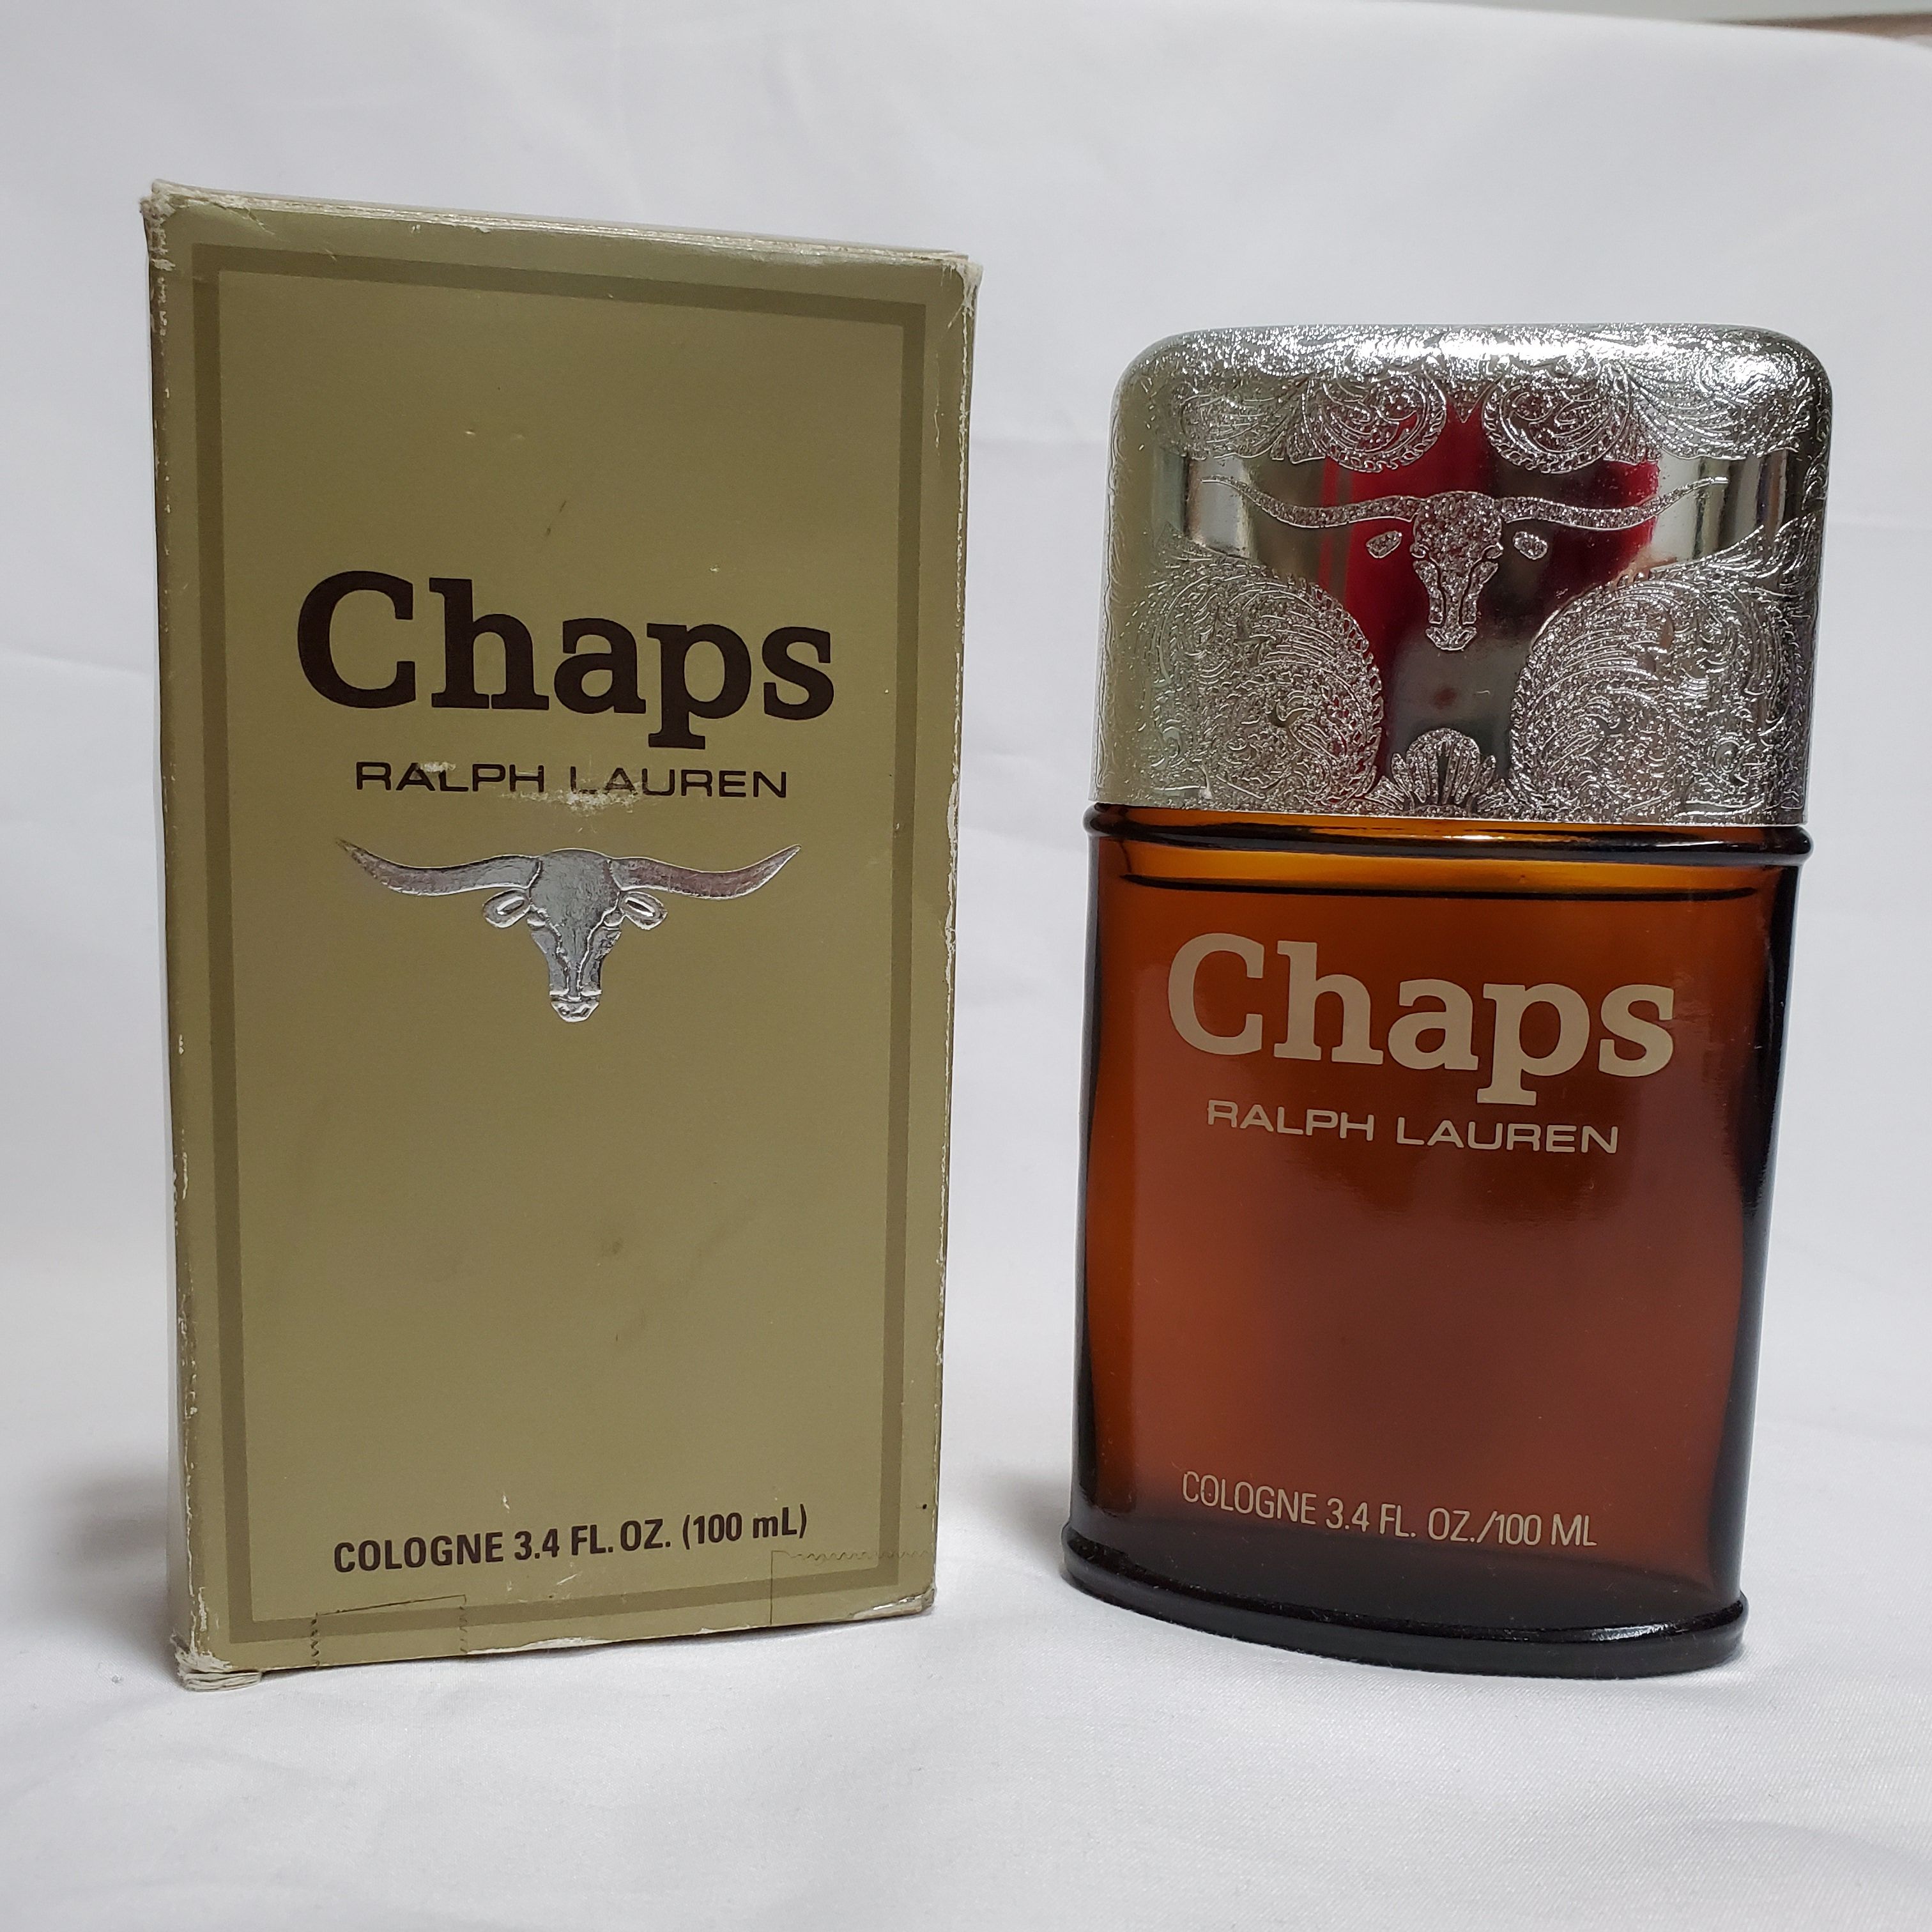 Chaps
RALPH LAUREN
COLOGNE 3.4 FL. OZ. (100 mL)
Chaps
RALPH LAUREN
COLOGNE 3.4 FL. OZ./100 ML